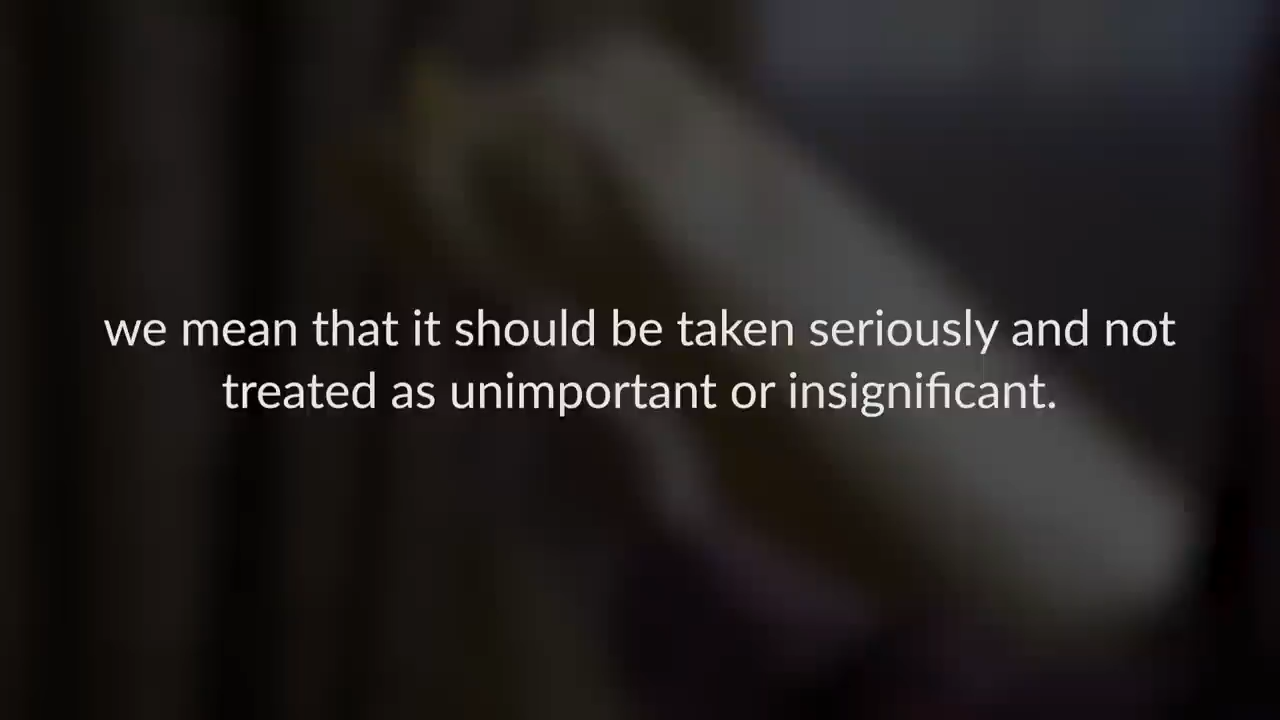 we mean that it should be taken seriously and not
treated as unimportant or insignificant.